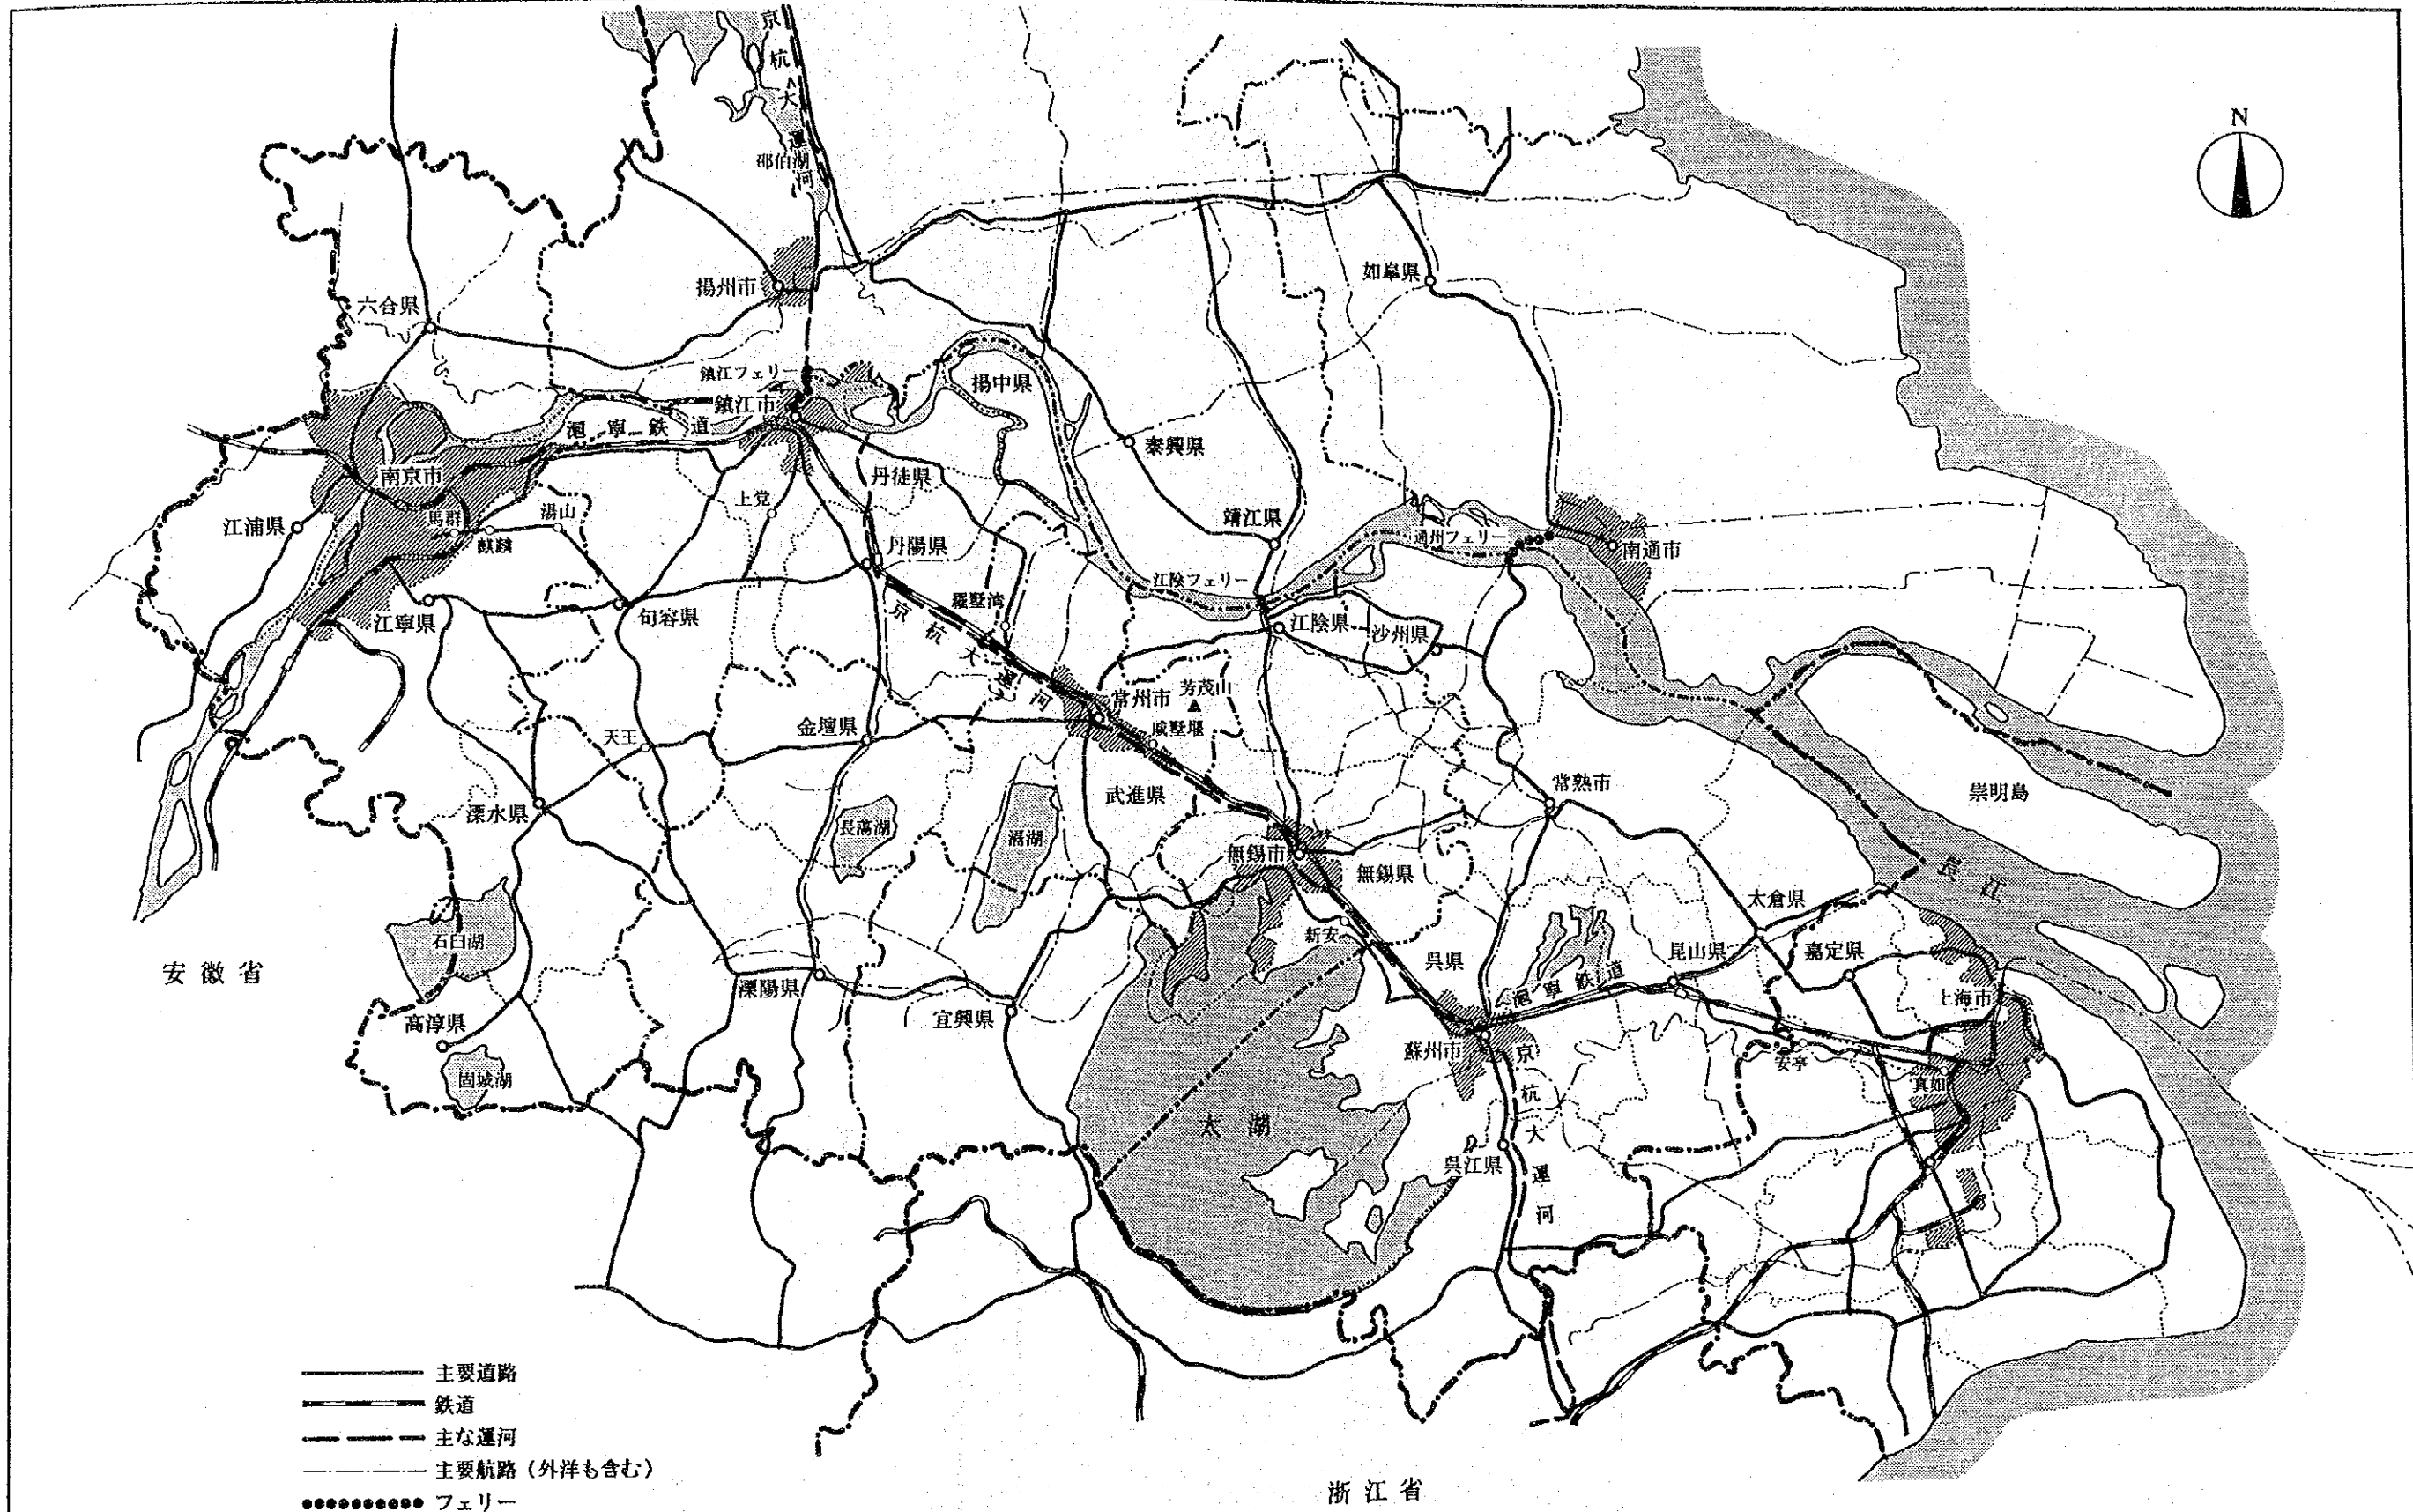 京杭大運河
邵伯湖
N
如皐県
揚州市
六合県
鎮江フェリー
揚中県
鎮江市
滬寧鉄道
泰興県
南京市
丹徒県
上党
湯山
馬群
江浦県
靖江県
通州フェリー
麒麟
丹陽県
南通市
江陰フェリー
羅墅湾
江寧県
句容県
京杭大運河
江陰県
沙州県
常州市
芳茂山
金壇県
天王
戚墅堰
常熟市
武進県
崇明島
溧水県
長蕩湖
滆湖
無錫市
無錫県
長江
太倉県
石臼湖
新安
呉県
昆山県
嘉定県
安徽省
溧陽県
滬寧鉄道
上海市
高淳県
宜興県
蘇州市
京杭大運河
安亭
固城湖
真如
太湖
呉江県
主要道路
鉄道
主な運河
主要航路（外洋も含む）
フェリー
浙江省